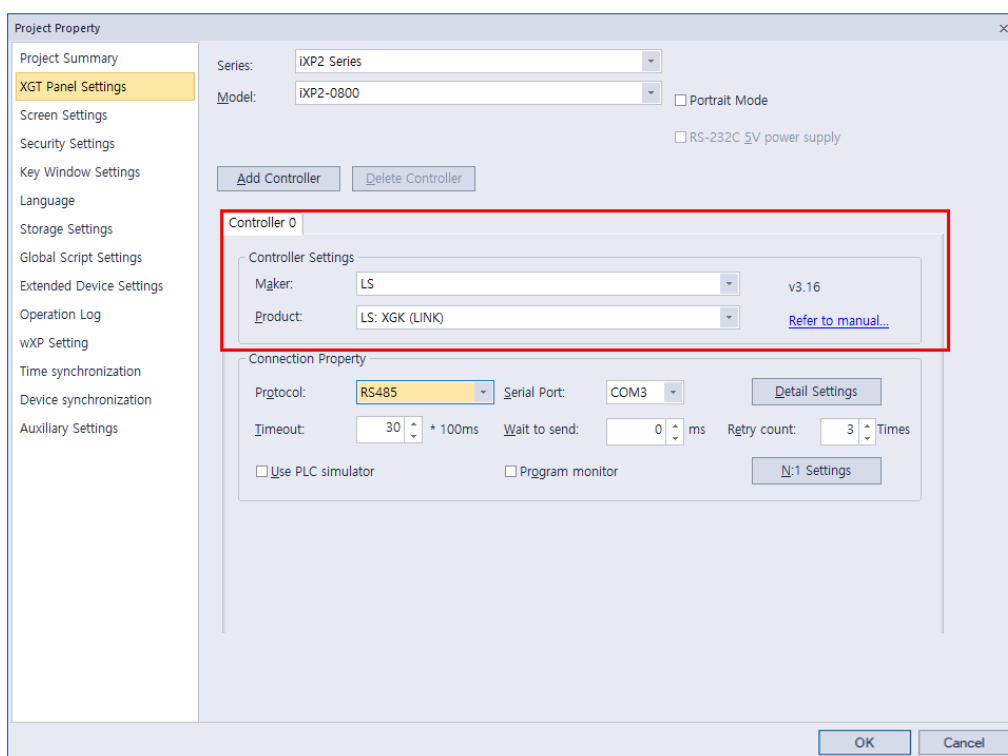 Project Property
Project Summary
XGT Panel Settings
Screen Settings
Security Settings
Key Window Settings
Language
Storage Settings
Global Script Settings
Extended Device Settings
Operation Log
wXP Setting
Time synchronization
Device synchronization
Auxiliary Settings
Series: iXP2 Series
Model: iXP2-0800
Portrait Mode
RS-232C 5V power supply
Add Controller Delete Controller
Controller 0
Controller Settings
Maker: LS v3.16
Product: LS: XGK (LINK) Refer to manual...
Connection Property
Protocol: RS485 Serial Port: COM3 Detail Settings
Timeout: 30 * 100ms Wait to send: 0 ms Retry count: 3 Times
Use PLC simulator Program monitor N:1 Settings
OK Cancel